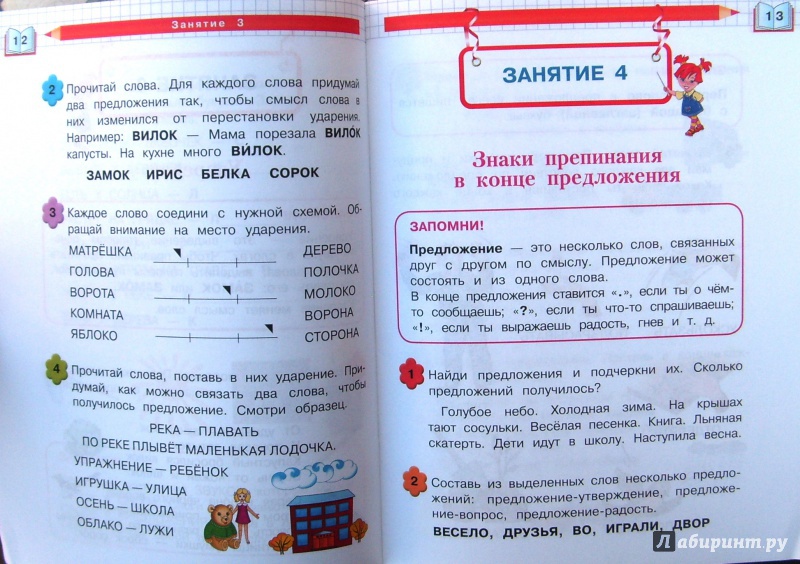 12
Занятие 3
2 Прочитай слова. Для каждого слова придумай
два предложения так, чтобы смысл слова в
них изменился от перестановки ударения.
Например: ВИЛОК — Мама порезала ВИЛО́К
капусты. На кухне много ВИ́ЛОК.
ЗАМОК ИРИС БЕЛКА СОРОК
3 Каждое слово соедини с нужной схемой. Об-
ращай внимание на место ударения.
МАТРЁШКА ДЕРЕВО
ГОЛОВА ПОЛОЧКА
ВОРОТА МОЛОКО
КОМНАТА ВОРОНА
ЯБЛОКО СТОРОНА
4 Прочитай слова, поставь в них ударение. При-
думай, как можно связать два слова, чтобы
получилось предложение. Смотри образец.
РЕКА — ПЛАВАТЬ
ПО РЕКЕ ПЛЫВЁТ МАЛЕНЬКАЯ ЛОДОЧКА.
УПРАЖНЕНИЕ — РЕБЁНОК
ИГРУШКА — УЛИЦА
ОСЕНЬ — ШКОЛА
ОБЛАКО — ЛУЖИ
13
ЗАНЯТИЕ 4
Знаки препинания
в конце предложения
ЗАПОМНИ!
Предложение — это несколько слов, связанных
друг с другом по смыслу. Предложение может
состоять и из одного слова.
В конце предложения ставится «.», если ты о чём-
то сообщаешь; «?», если ты что-то спрашиваешь;
«!», если ты выражаешь радость, гнев и т. д.
1 Найди предложения и подчеркни их. Сколько
предложений получилось?
Голубое небо. Холодная зима. На крышах
тают сосульки. Весёлая песенка. Книга. Льняная
скатерть. Дети идут в школу. Наступила весна.
2 Составь из выделенных слов несколько предло-
жений: предложение-утверждение, предложе-
ние-вопрос, предложение-радость.
ВЕСЕЛО, ДРУЗЬЯ, ВО, ИГРАЛИ, ДВОР
Лабиринт.ру